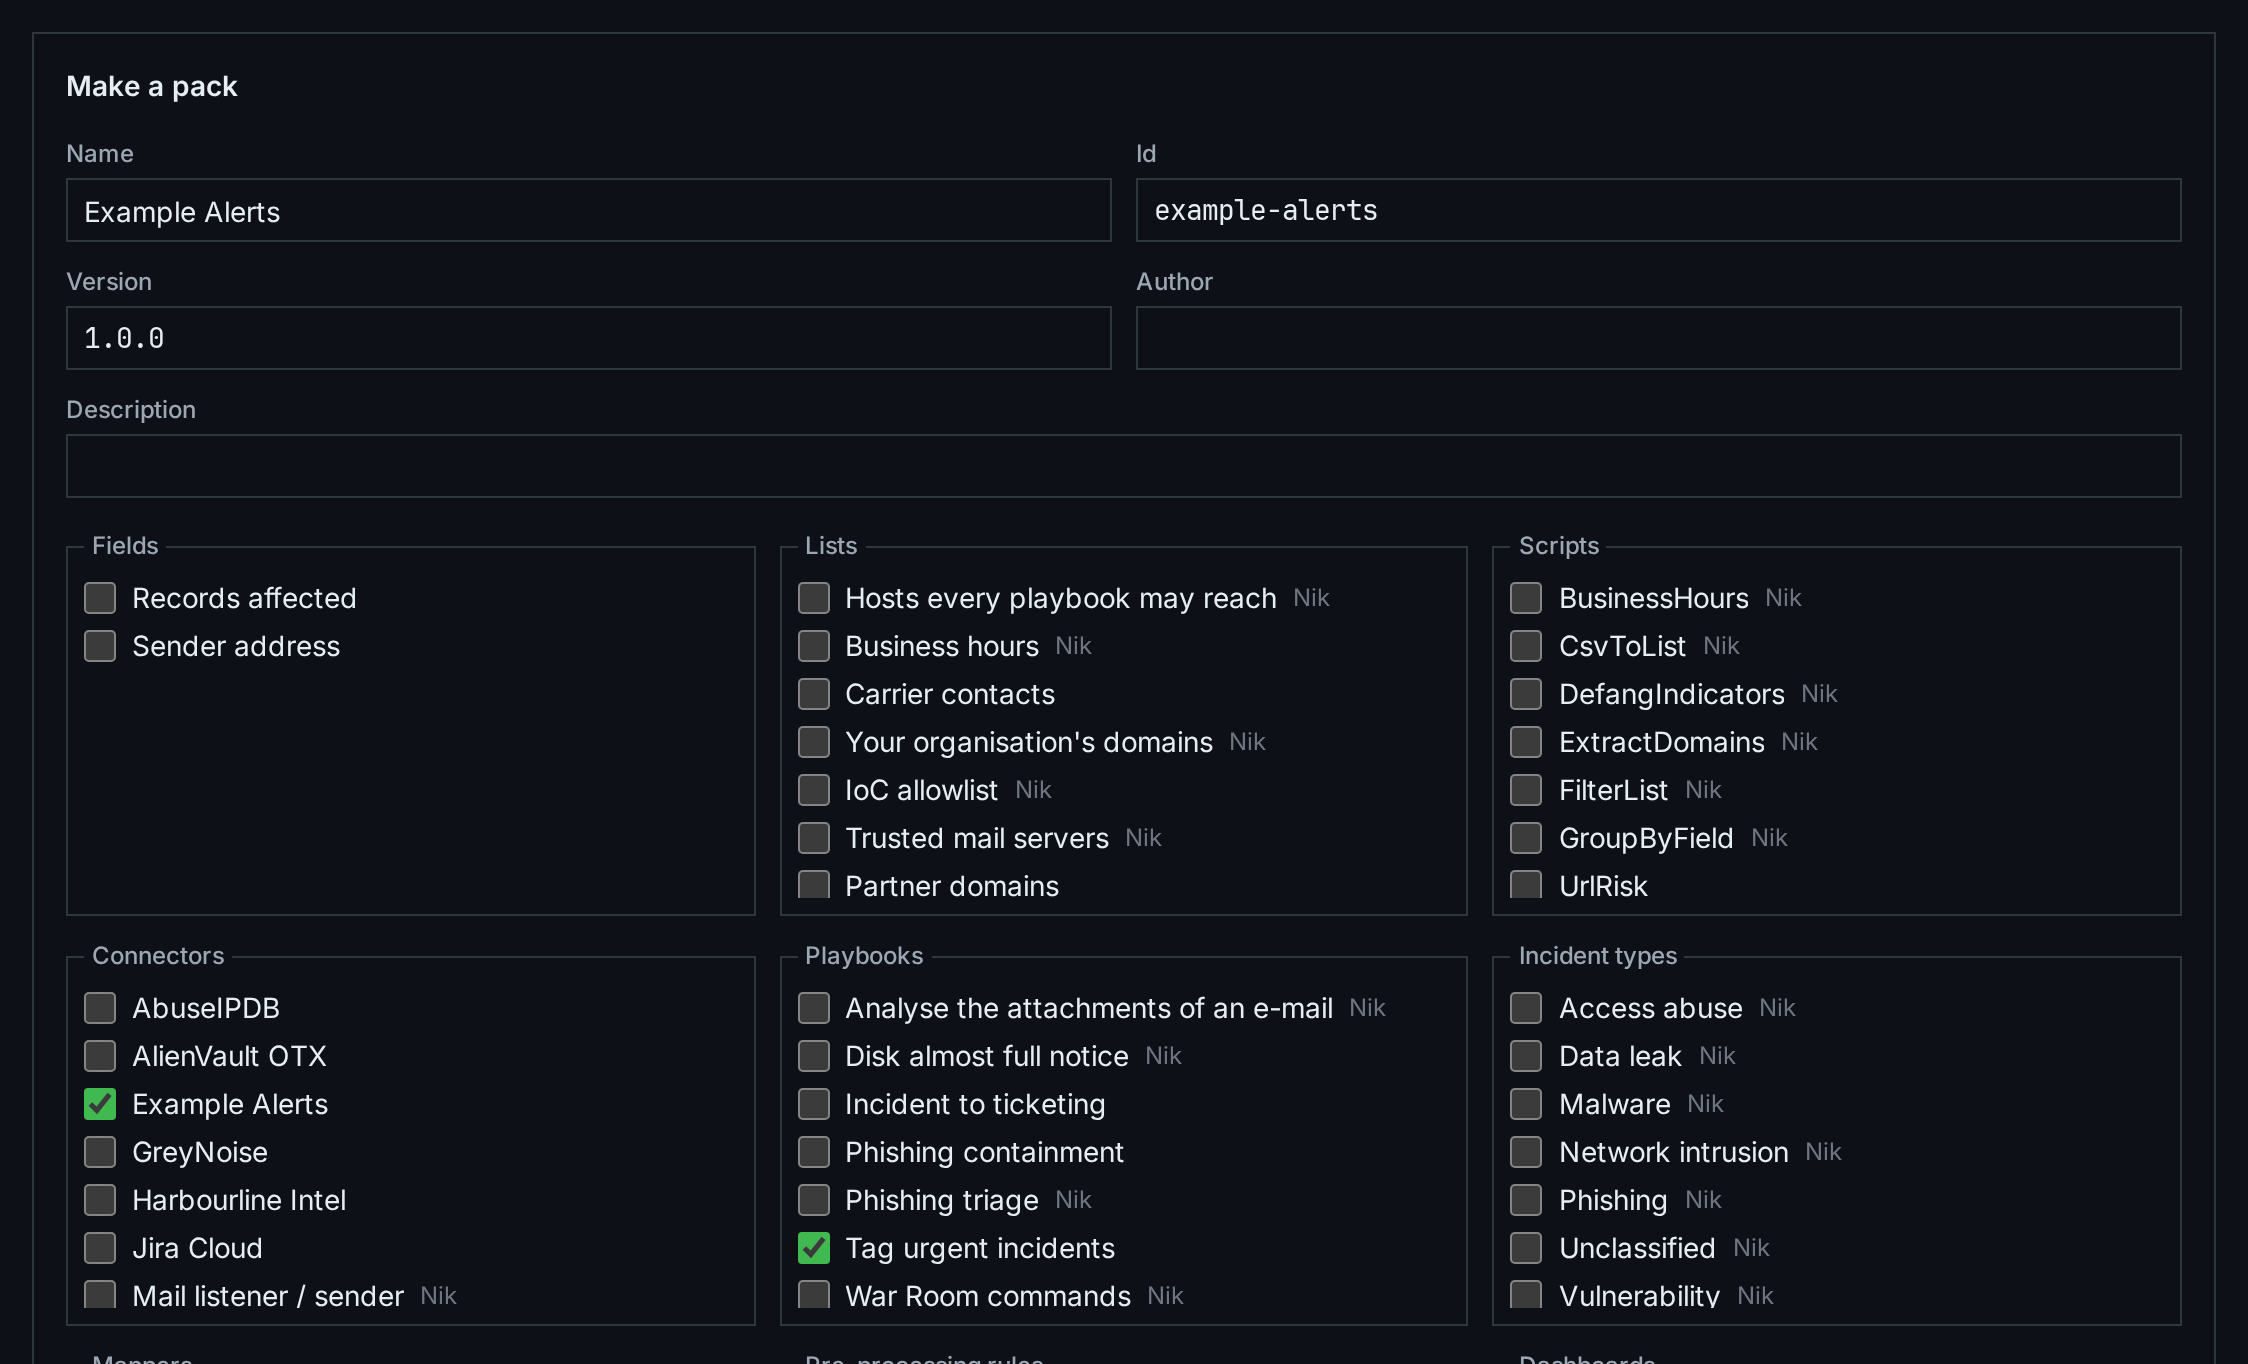 Make a pack
Name
Id
Example Alerts
example-alerts
Version
Author
1.0.0
Description
Fields
Records affected
Sender address
Lists
Hosts every playbook may reach Nik
Business hours Nik
Carrier contacts
Your organisation's domains Nik
IoC allowlist Nik
Trusted mail servers Nik
Partner domains
Scripts
BusinessHours Nik
CsvToList Nik
DefangIndicators Nik
ExtractDomains Nik
FilterList Nik
GroupByField Nik
UrlRisk
Connectors
AbuseIPDB
AlienVault OTX
Example Alerts
GreyNoise
Harbourline Intel
Jira Cloud
Mail listener / sender Nik
Playbooks
Analyse the attachments of an e-mail Nik
Disk almost full notice Nik
Incident to ticketing
Phishing containment
Phishing triage Nik
Tag urgent incidents
War Room commands Nik
Incident types
Access abuse Nik
Data leak Nik
Malware Nik
Network intrusion Nik
Phishing Nik
Unclassified Nik
Vulnerability Nik
Mappers
Pre-processing rules
Dashboards